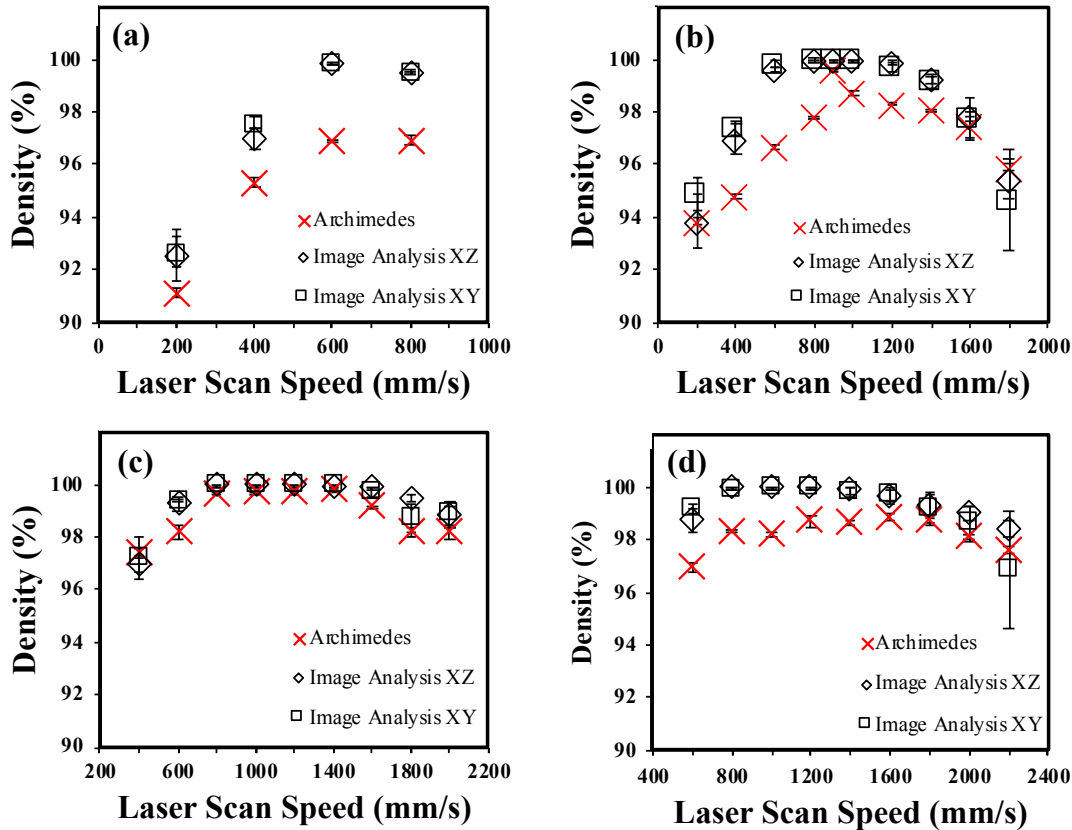 (a)
Density (%)
100
98
96
94
92
90
Archimedes
Image Analysis XZ
Image Analysis XY
0 200 400 600 800 1000
Laser Scan Speed (mm/s)
(b)
Density (%)
100
98
96
94
92
90
Archimedes
Image Analysis XZ
Image Analysis XY
0 400 800 1200 1600 2000
Laser Scan Speed (mm/s)
(c)
Density (%)
100
98
96
94
92
90
Archimedes
Image Analysis XZ
Image Analysis XY
200 600 1000 1400 1800 2200
Laser Scan Speed (mm/s)
(d)
Density (%)
100
98
96
94
92
90
Archimedes
Image Analysis XZ
Image Analysis XY
400 800 1200 1600 2000 2400
Laser Scan Speed (mm/s)